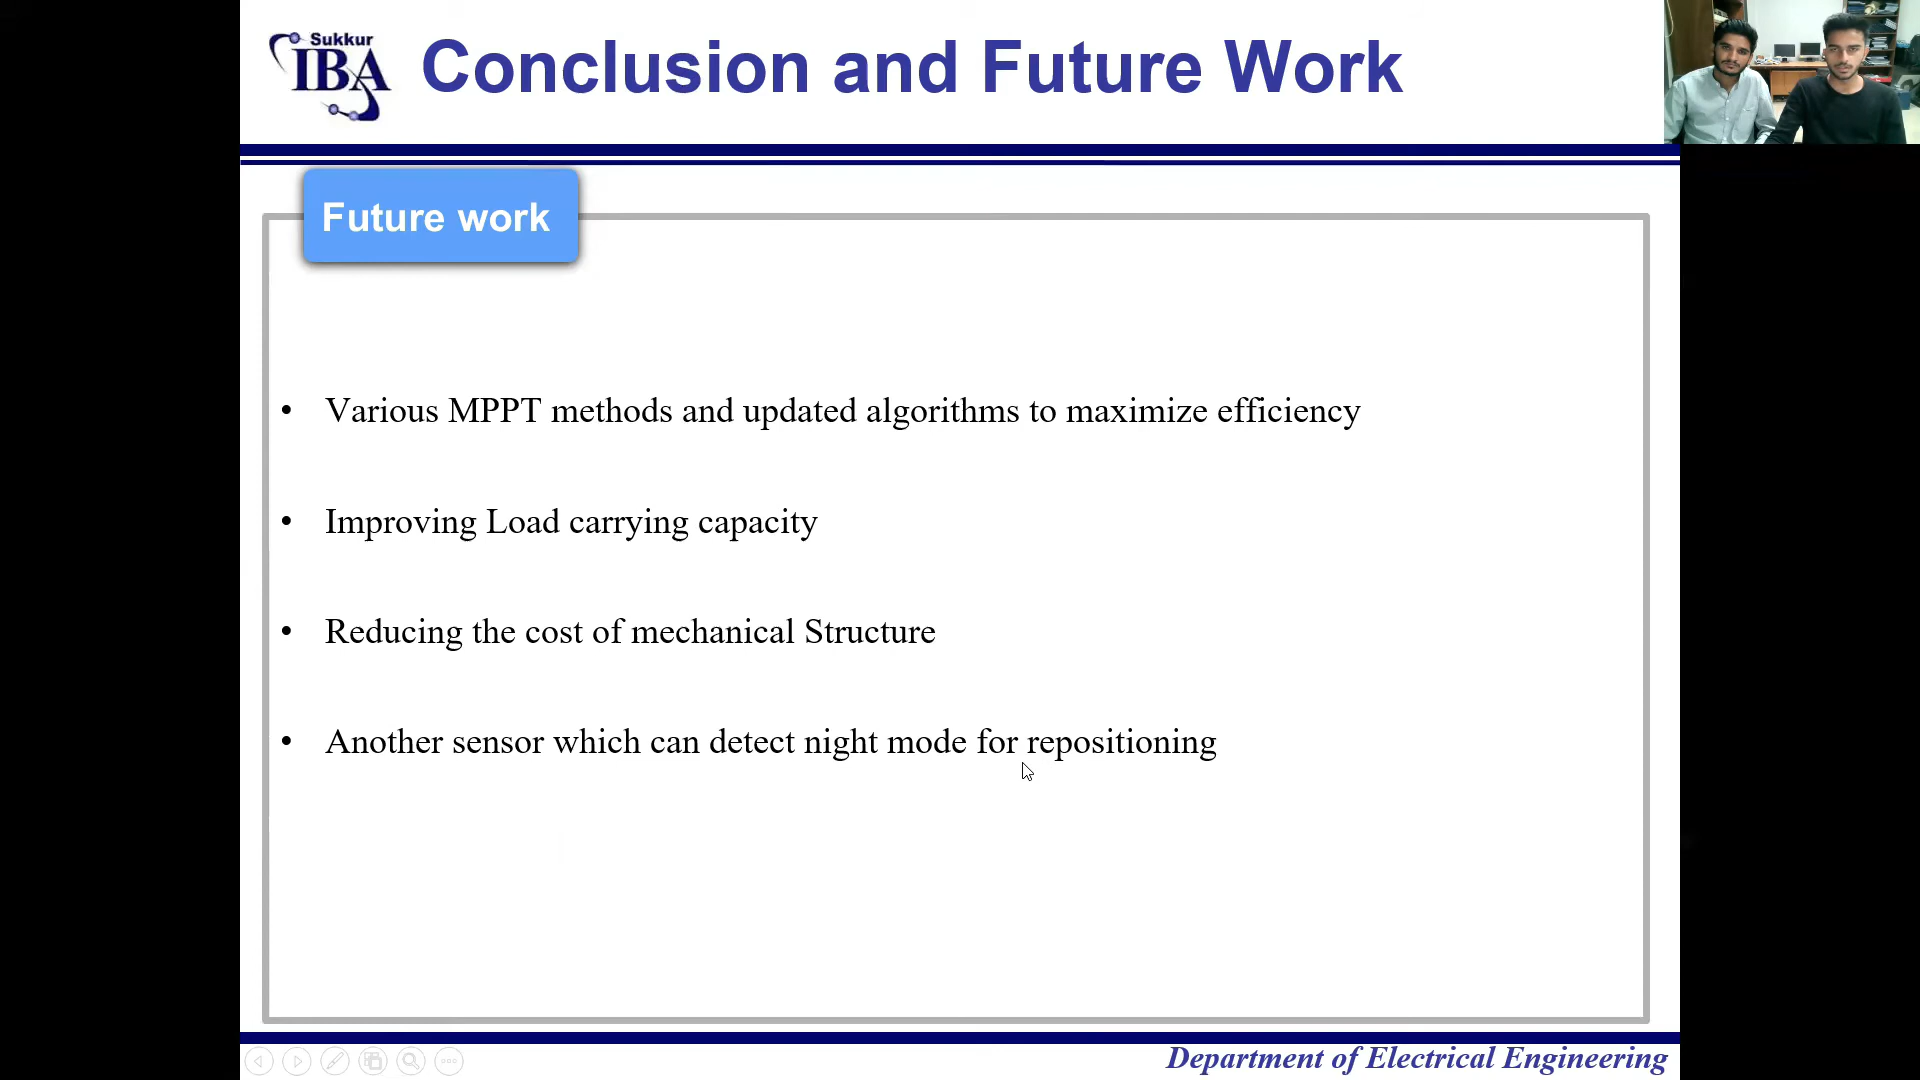 Sukkur
IBA
Conclusion and Future Work
Future work
• Various MPPT methods and updated algorithms to maximize efficiency
• Improving Load carrying capacity
• Reducing the cost of mechanical Structure
• Another sensor which can detect night mode for repositioning
Department of Electrical Engineering